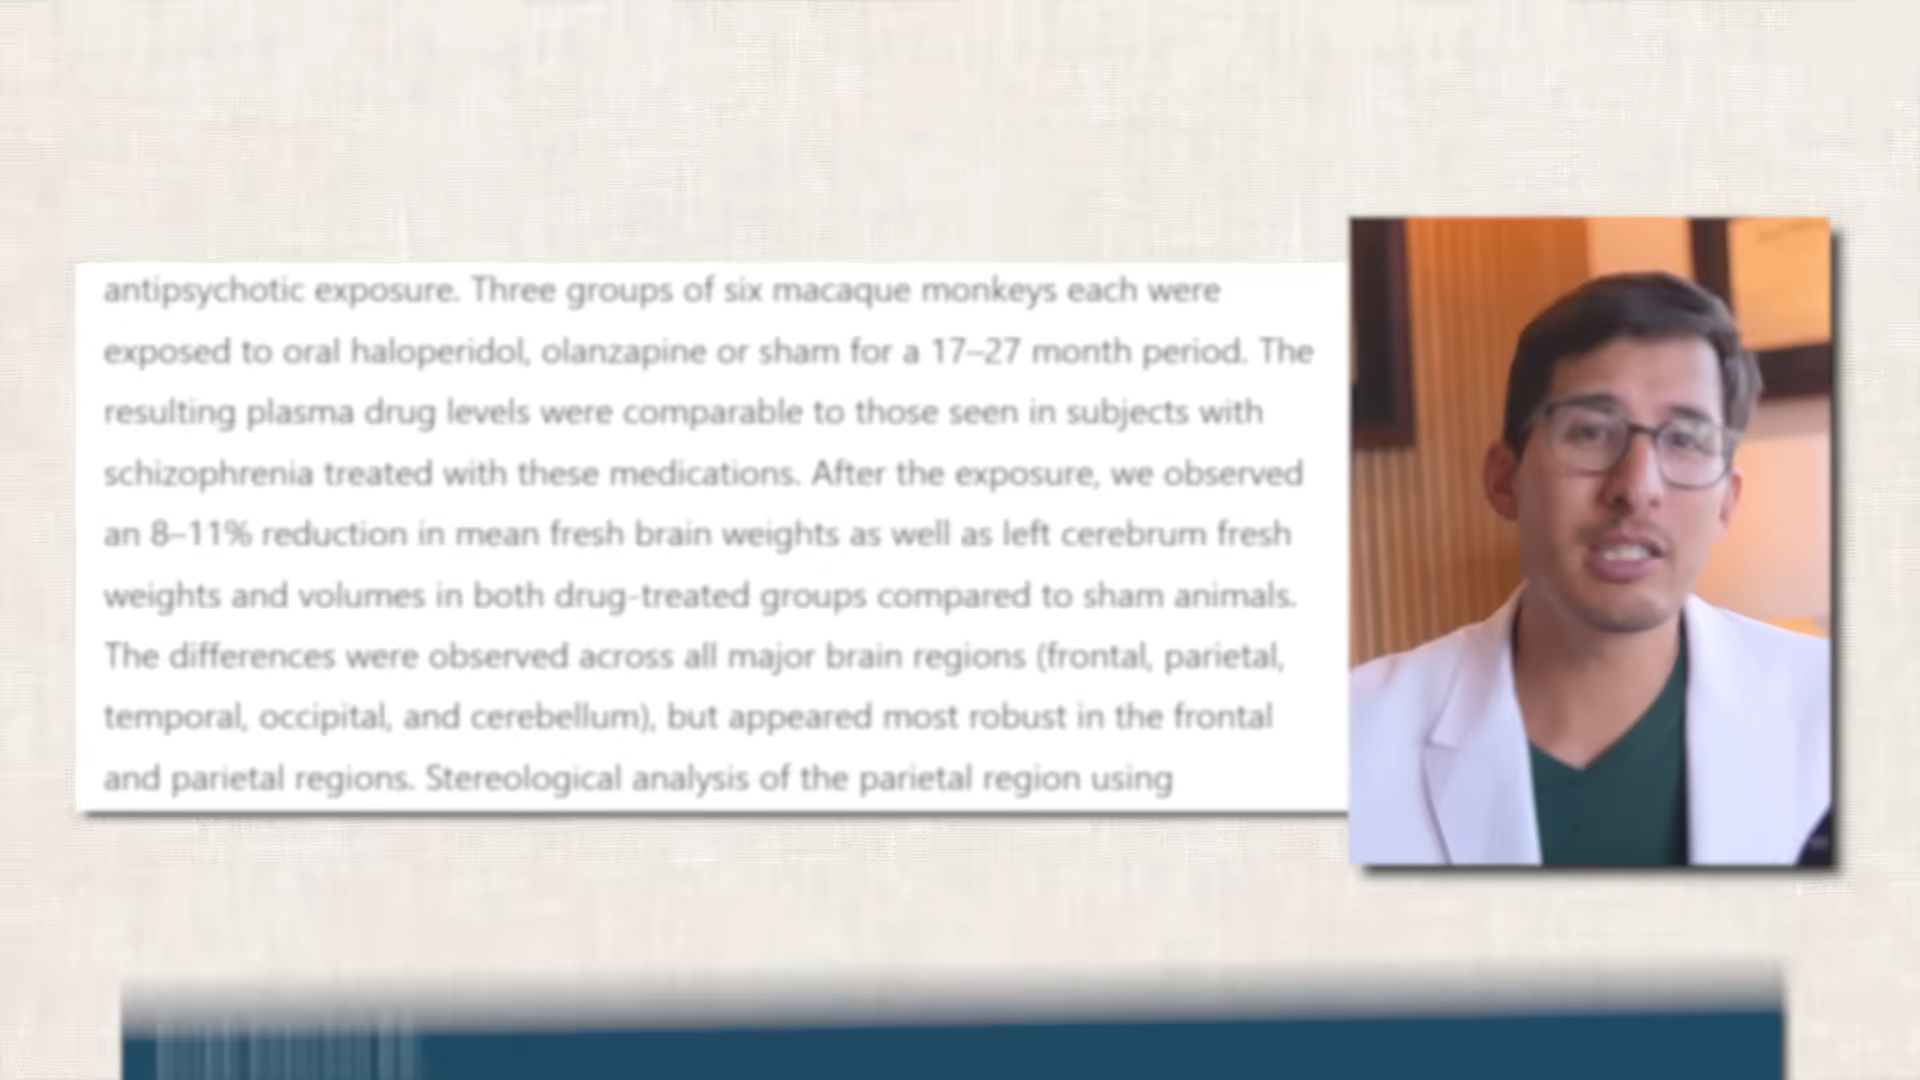 antipsychotic exposure. Three groups of six macaque monkeys each were
exposed to oral haloperidol, olanzapine or sham for a 17–27 month period. The
resulting plasma drug levels were comparable to those seen in subjects with
schizophrenia treated with these medications. After the exposure, we observed
an 8–11% reduction in mean fresh brain weights as well as left cerebrum fresh
weights and volumes in both drug-treated groups compared to sham animals.
The differences were observed across all major brain regions (frontal, parietal,
temporal, occipital, and cerebellum), but appeared most robust in the frontal
and parietal regions. Stereological analysis of the parietal region using